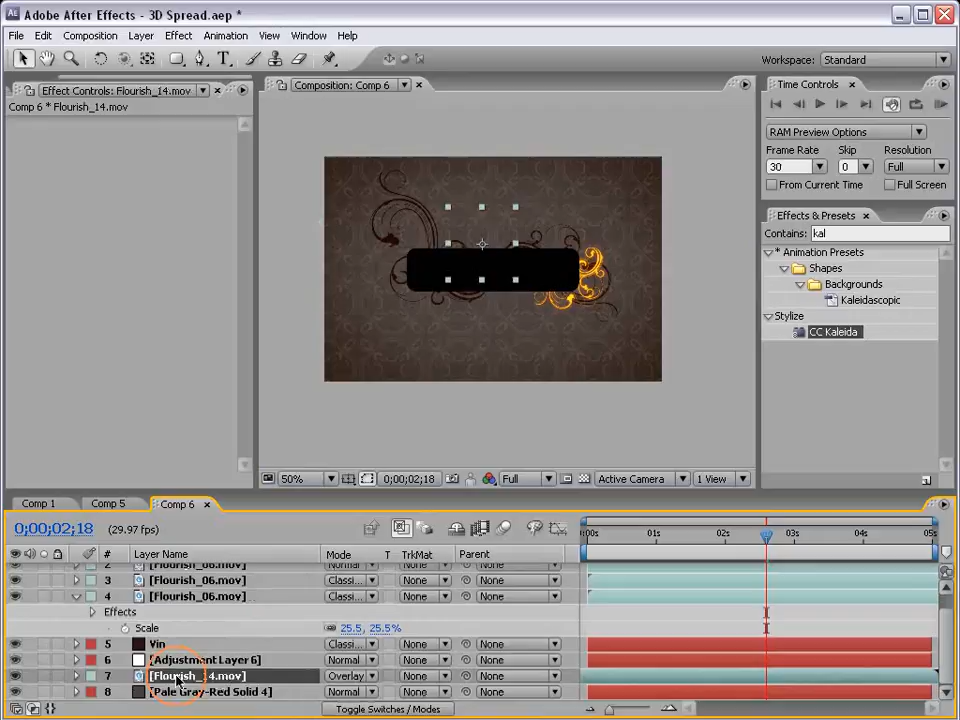 Adobe After Effects - 3D Spread.aep *
File Edit Composition Layer Effect Animation View Window Help
Workspace: Standard
Effect Controls: Flourish_14.mov
Comp 6 * Flourish_14.mov
Composition: Comp 6
50% 0;00;02;18 Full Active Camera 1 View
Time Controls
RAM Preview Options
Frame Rate Skip Resolution
30 0 Full
From Current Time Full Screen
Effects & Presets
Contains: kal
* Animation Presets
Shapes
Backgrounds
Kaleidascopic
Stylize
CC Kaleida
Comp 1 Comp 5 Comp 6
0;00;02;18 (29.97 fps)
:00s 01s 02s 03s 04s 05s
# Layer Name Mode T TrkMat Parent
2 [Flourish_06.mov] Normal None None
3 [Flourish_06.mov] Classi... None None
4 [Flourish_06.mov] Classi... None None
Effects
Scale 25.5, 25.5%
5 Vin Classi... None None
6 [Adjustment Layer 6] Normal None None
7 [Flourish_14.mov] Overlay None None
8 [Pale Gray-Red Solid 4] Normal None None
Toggle Switches / Modes